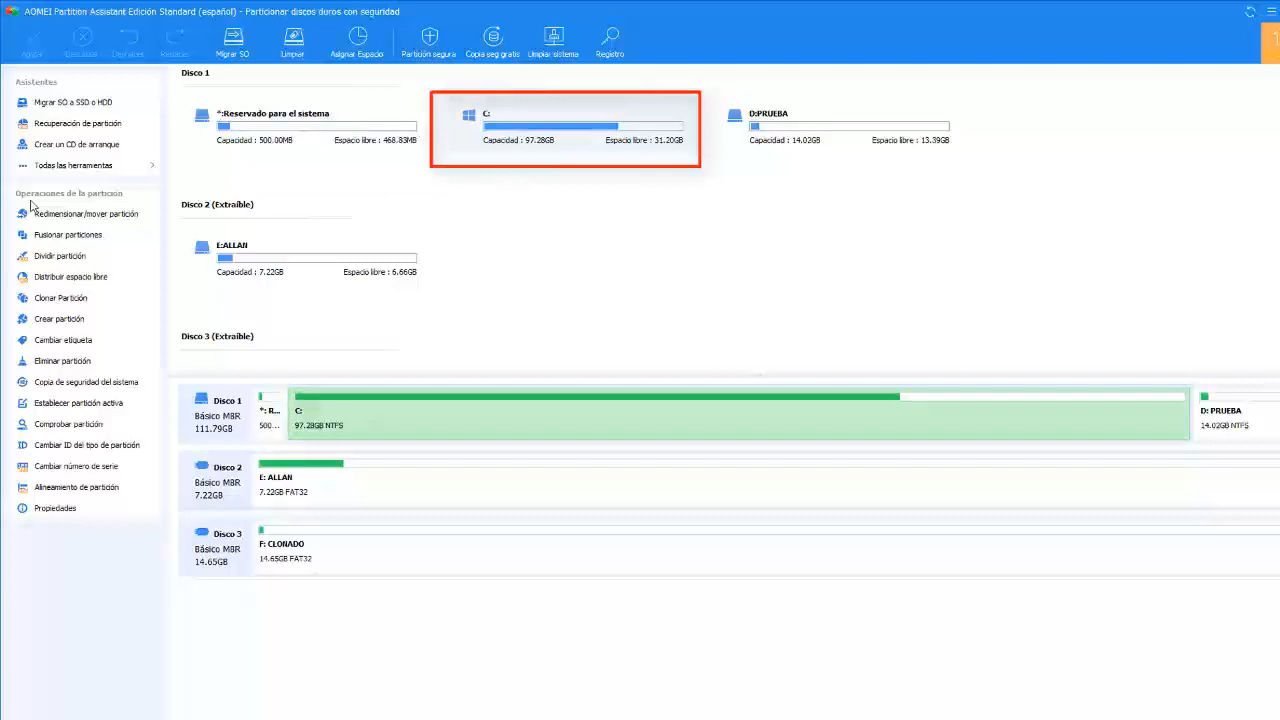 AOMEI Partition Assistant Edición Standard (español) - Particionar discos duros con seguridad
Aplicar Descartar Deshacer Rehacer Migrar SO Limpiar Asignar Espacio Partición segura Copia seg gratis Limpiar sistema Registro
Asistentes
Migrar SO a SSD o HDD
Recuperación de partición
Crear un CD de arranque
Todas las herramientas
Operaciones de la partición
Redimensionar/mover partición
Fusionar particiones
Dividir partición
Distribuir espacio libre
Clonar Partición
Crear partición
Cambiar etiqueta
Eliminar partición
Copia de seguridad del sistema
Establecer partición activa
Comprobar partición
Cambiar ID del tipo de partición
Cambiar número de serie
Alineamiento de partición
Propiedades
Disco 1
*:Reservado para el sistema
Capacidad : 500.00MB Espacio libre : 468.83MB
C:
Capacidad : 97.28GB Espacio libre : 31.20GB
D:PRUEBA
Capacidad : 14.02GB Espacio libre : 13.39GB
Disco 2 (Extraíble)
E:ALLAN
Capacidad : 7.22GB Espacio libre : 6.66GB
Disco 3 (Extraíble)
Disco 1
Básico MBR
111.79GB
*: R...
500...
C:
97.28GB NTFS
D: PRUEBA
14.02GB NTFS
Disco 2
Básico MBR
7.22GB
E: ALLAN
7.22GB FAT32
Disco 3
Básico MBR
14.65GB
F: CLONADO
14.65GB FAT32